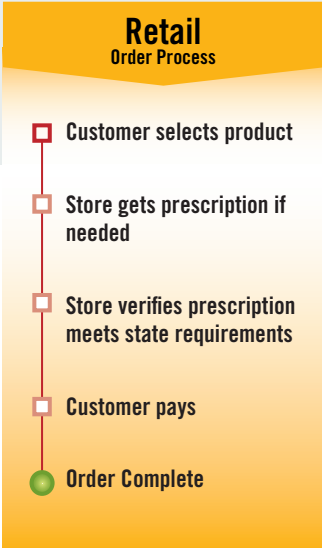 Retail
Order Process
Customer selects product
Store gets prescription if
needed
Store verifies prescription
meets state requirements
Customer pays
Order Complete